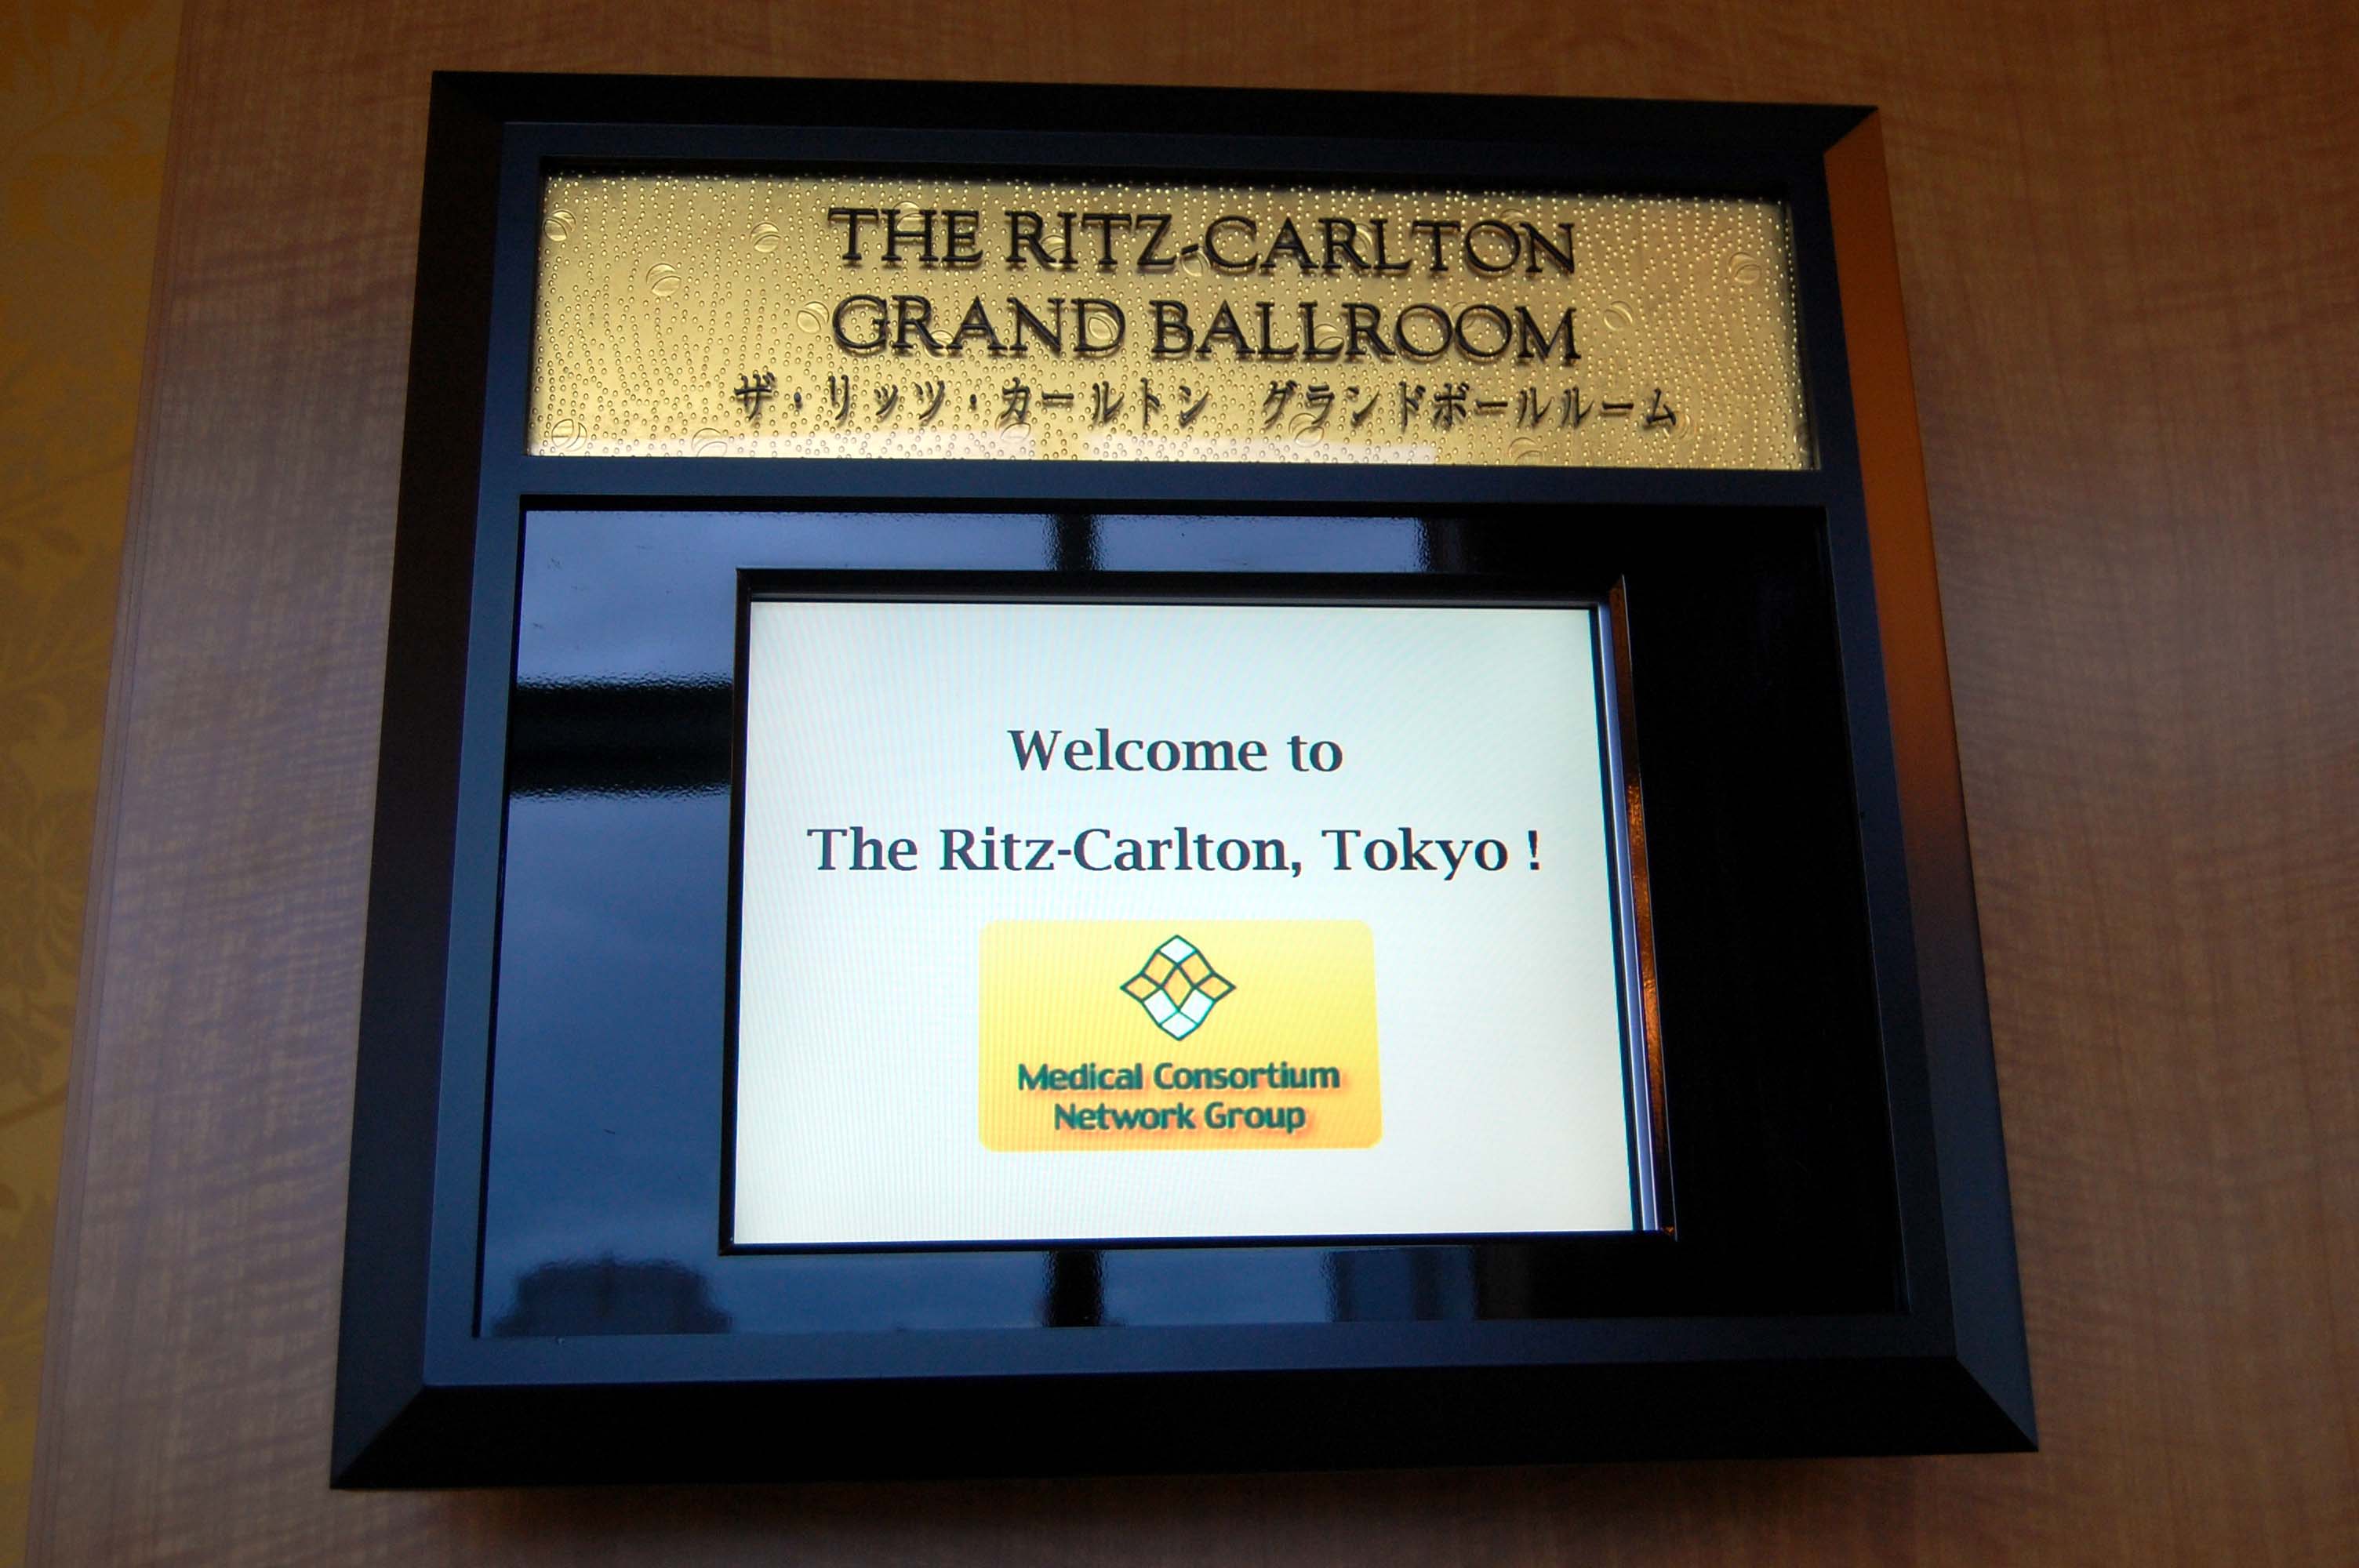 THE RITZ-CARLTON
GRAND BALLROOM
ザ・リッツ・カールトン　グランドボールルーム
Welcome to
The Ritz-Carlton, Tokyo !
Medical Consortium
Network Group